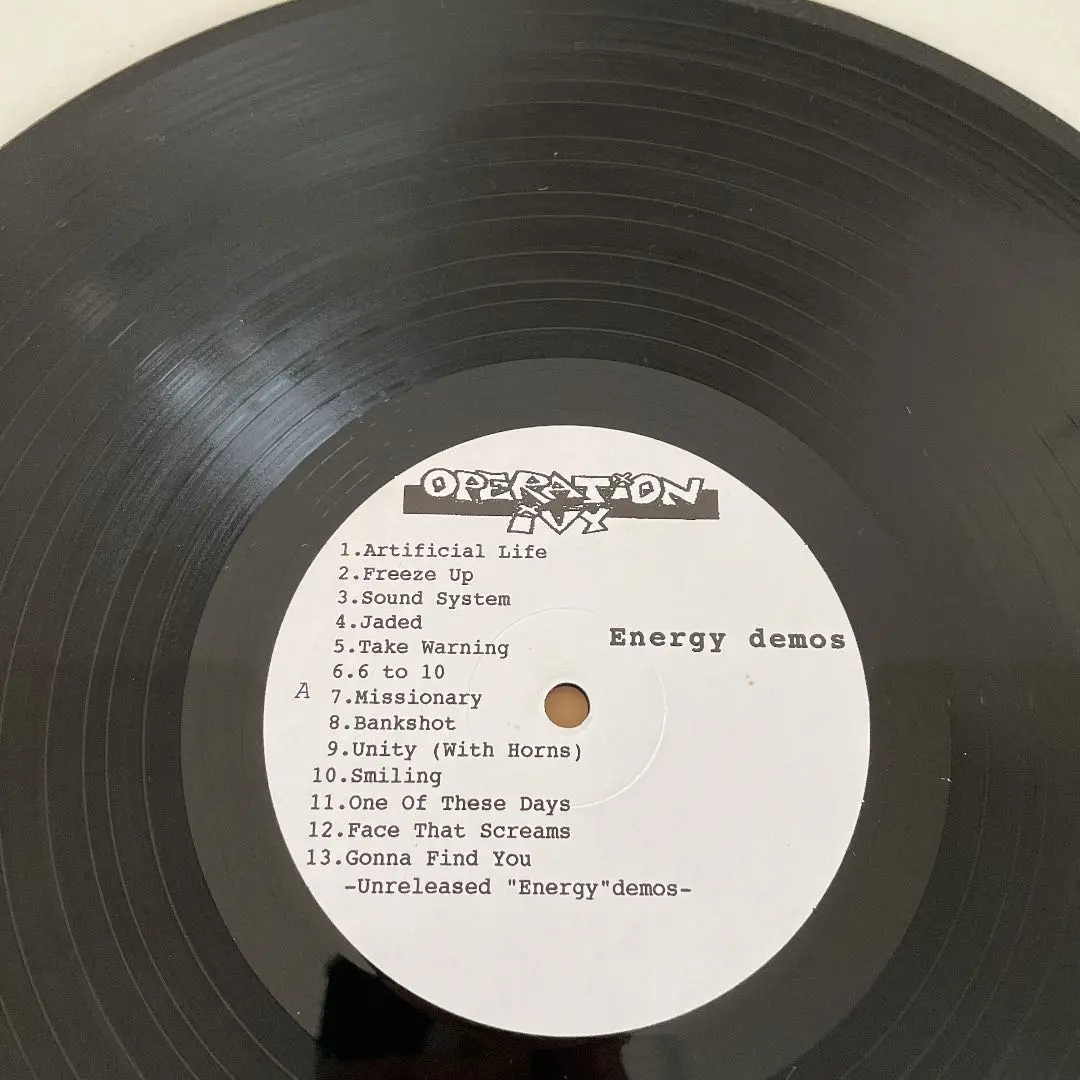 OPERATION
iVY
1.Artificial Life
2.Freeze Up
3.Sound System
4.Jaded
5.Take Warning
6.6 to 10
7.Missionary
8.Bankshot
9.Unity (With Horns)
10.Smiling
11.One Of These Days
12.Face That Screams
13.Gonna Find You
-Unreleased "Energy"demos-
A
Energy demos